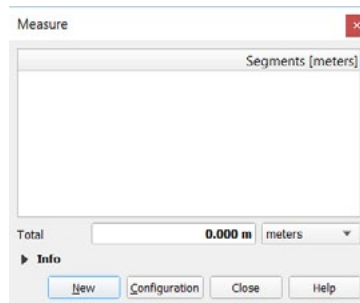 Measure
Segments [meters]
Total 0.000 m meters
Info
New Configuration Close Help